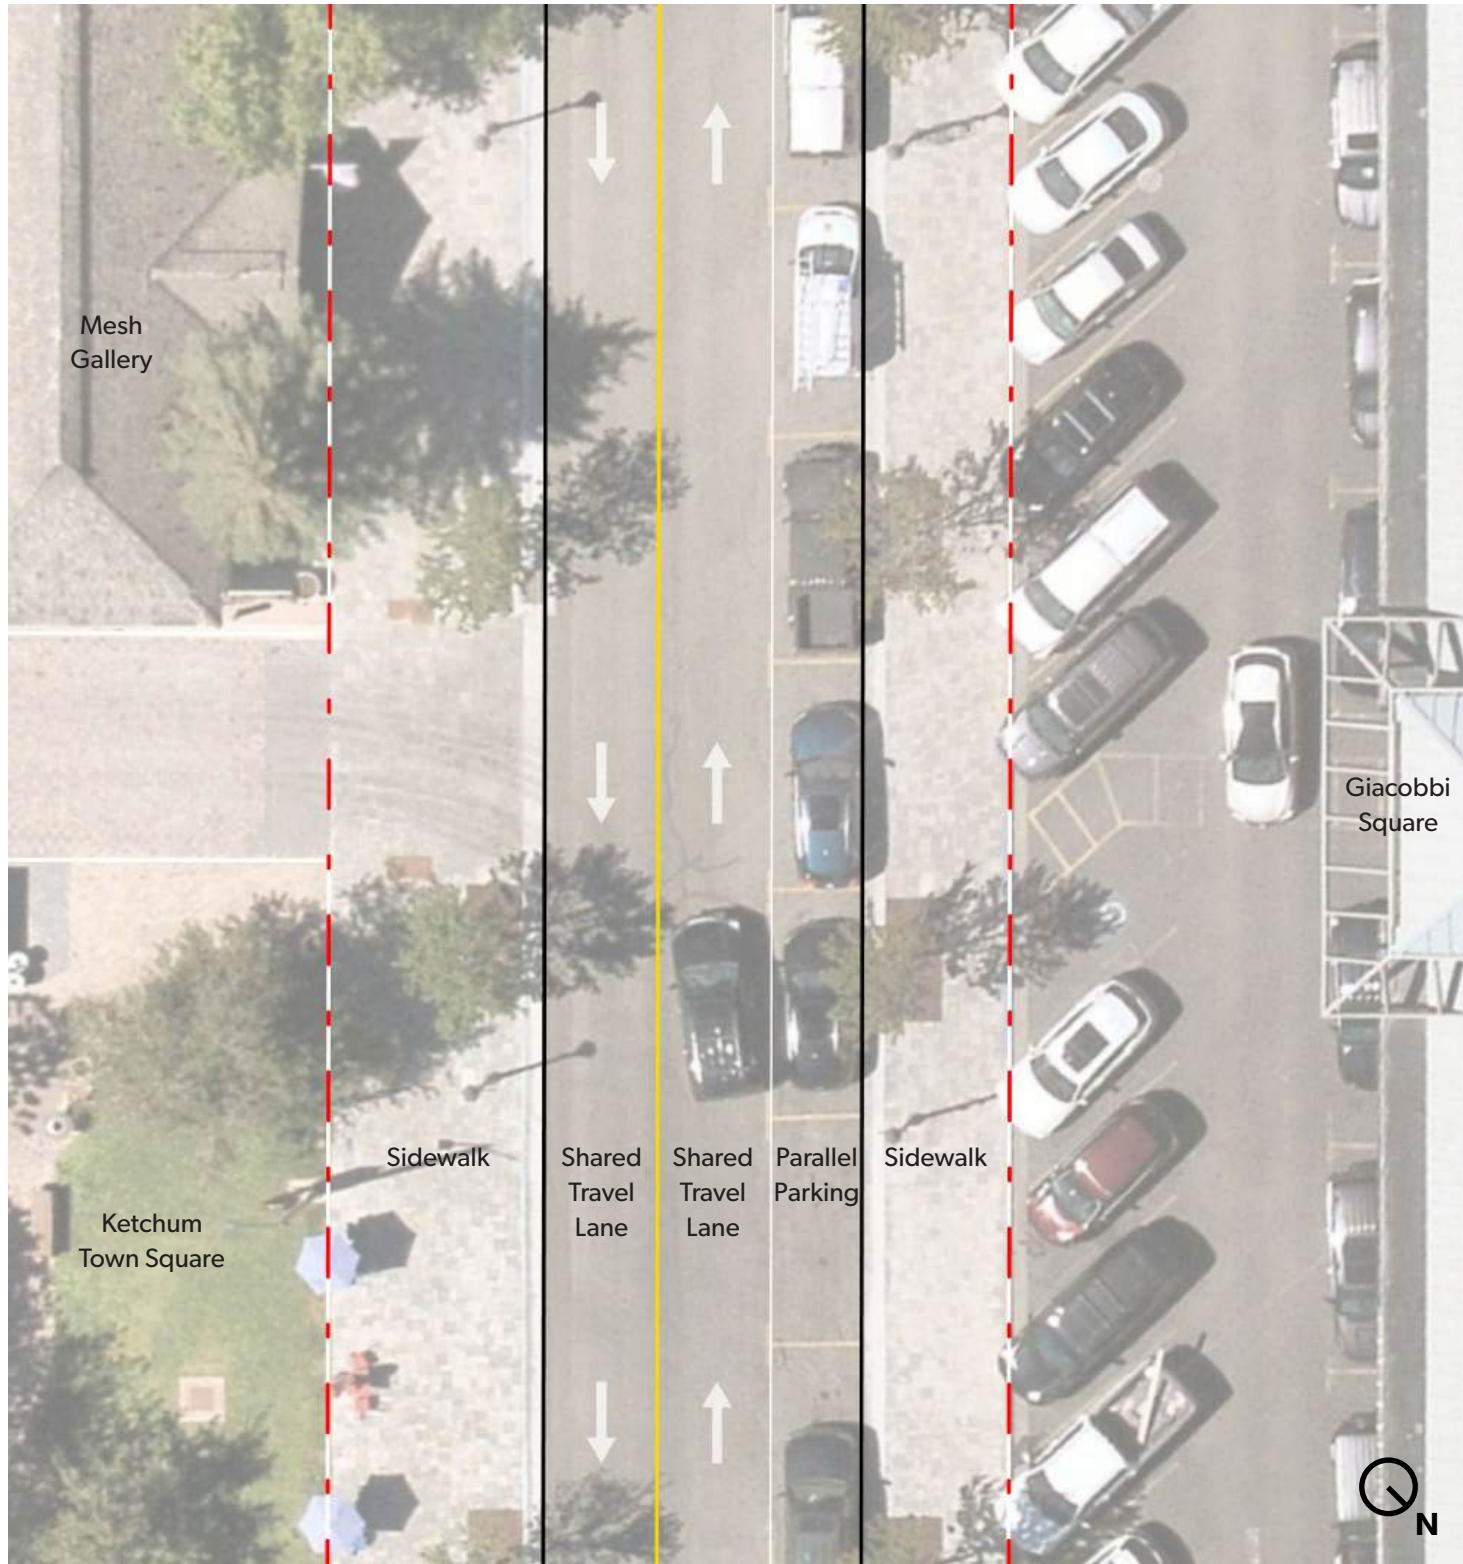 Mesh
Gallery
Giacobbi
Square
Sidewalk
Shared
Travel
Lane
Shared
Travel
Lane
Parallel
Parking
Sidewalk
Ketchum
Town Square
N